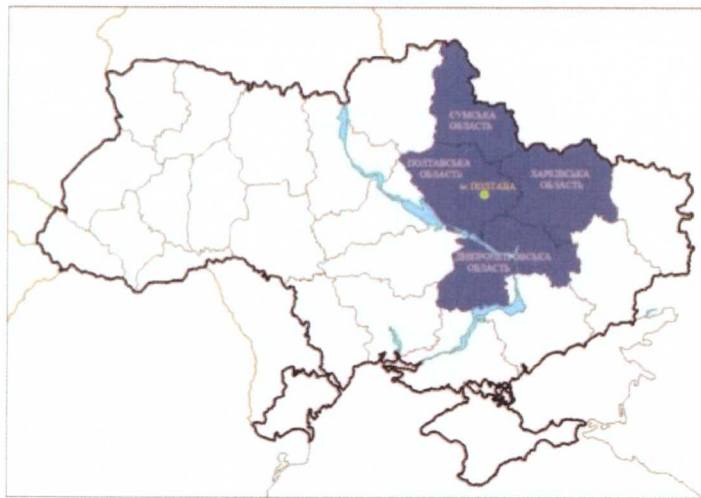 СУМСЬКА
ОБЛАСТЬ
ПОЛТАВСЬКА
ОБЛАСТЬ
ХАРКІВСЬКА
ОБЛАСТЬ
м. ПОЛТАВА
ДНІПРОПЕТРОВСЬКА
ОБЛАСТЬ